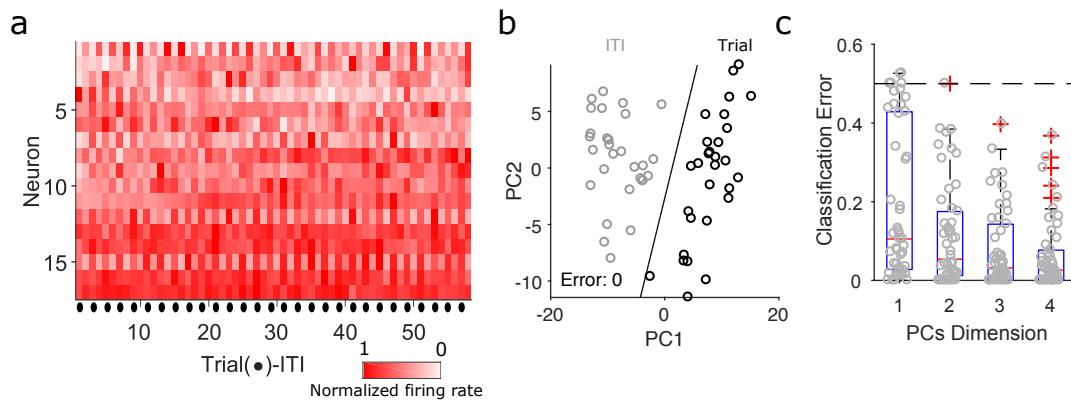 a
Neuron
5
10
15
10 20 30 40 50
Trial(●)-ITI
1 0
Normalized firing rate
b
ITI Trial
PC2
5
0
-5
-10
Error: 0
-20 0 20
PC1
c
Classification Error
0.6
0.4
0.2
0
1 2 3 4
PCs Dimension